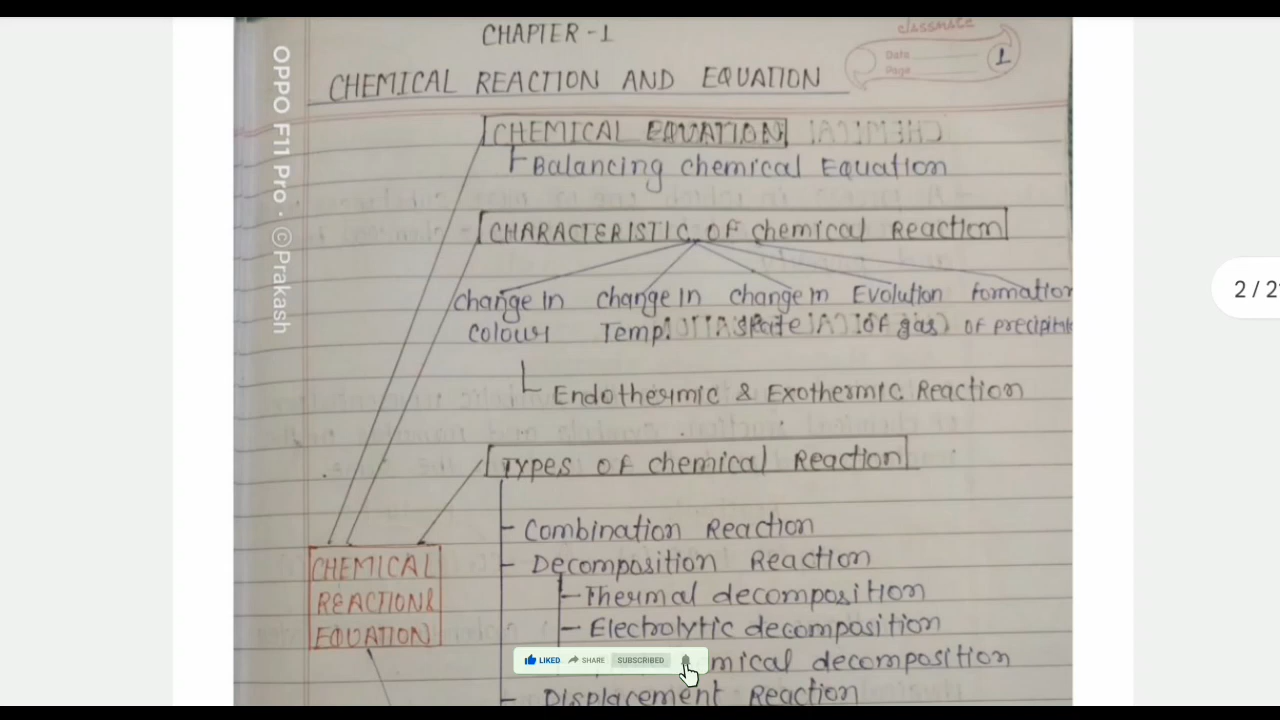 CHAPTER-1
classmate
Date
Page
1
CHEMICAL REACTION AND EQUATION
CHEMICAL EQUATION
Balancing chemical Equation
CHARACTERISTIC OF chemical Reaction
change in change in change in Evolution formation
colour Temp. state of gas of precipitate
Endothermic & Exothermic Reaction
TYPES OF chemical Reaction
Combination Reaction
Decomposition Reaction
Thermal decomposition
Electrolytic decomposition
mical decomposition
Displacement Reaction
CHEMICAL
REACTION &
EQUATION
OPPO F11 Pro · ©Prakash
LIKED SHARE SUBSCRIBED
2 / 2